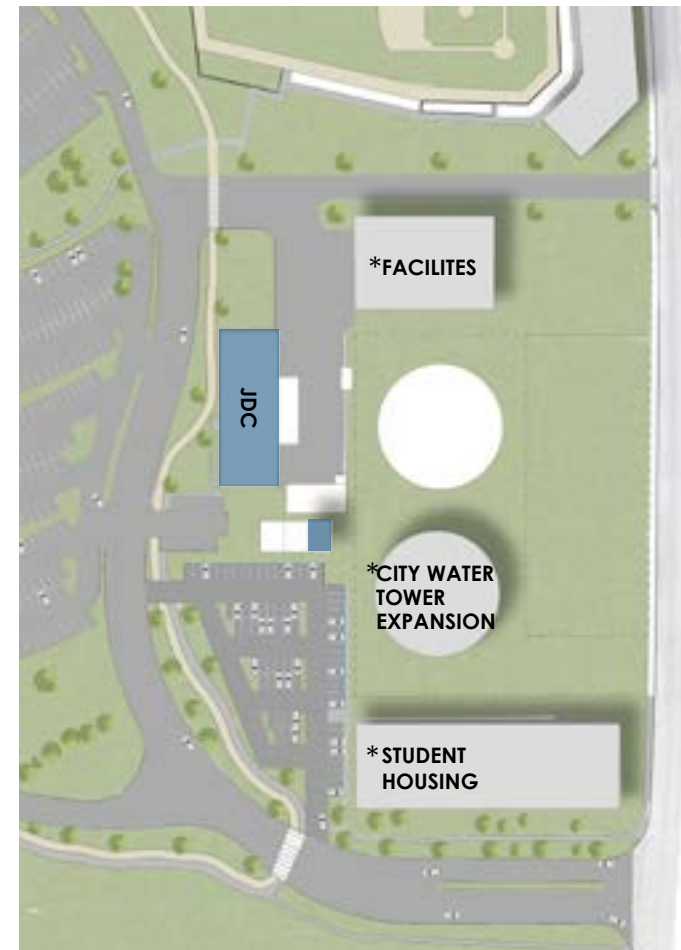 *FACILITES
JDC
*CITY WATER
TOWER
EXPANSION
*STUDENT
HOUSING